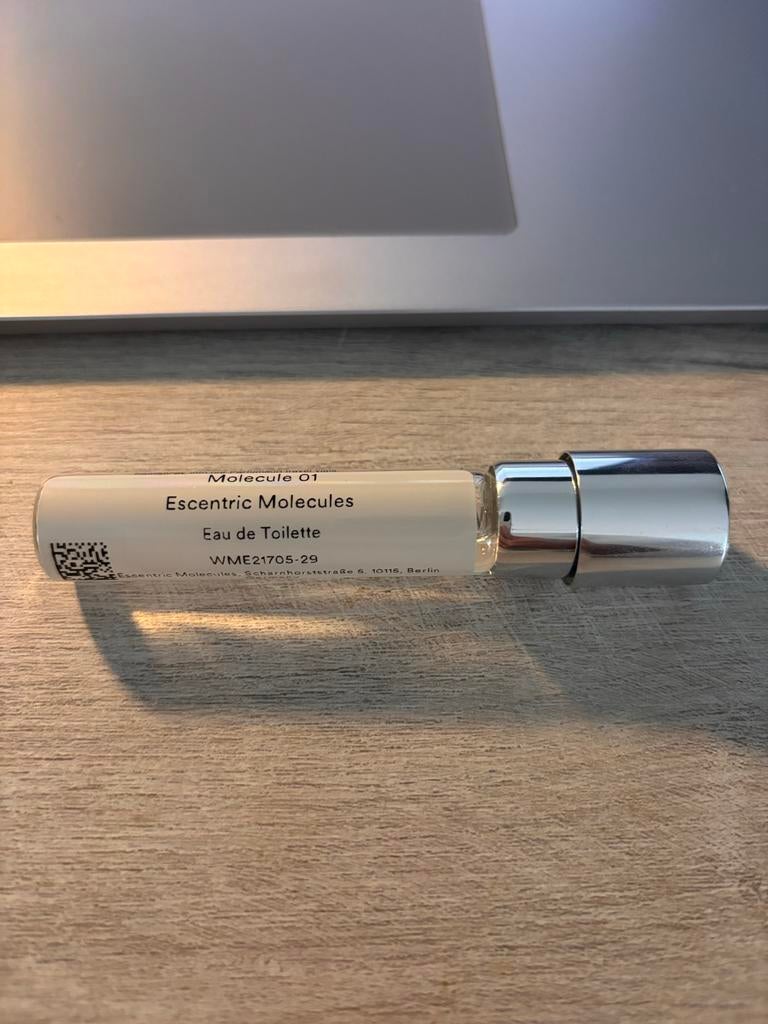 Molecule 01
Escentric Molecules
Eau de Toilette
WME21705-29
Escentric Molecules, Scharnhorststraße 5, 10115, Berlin